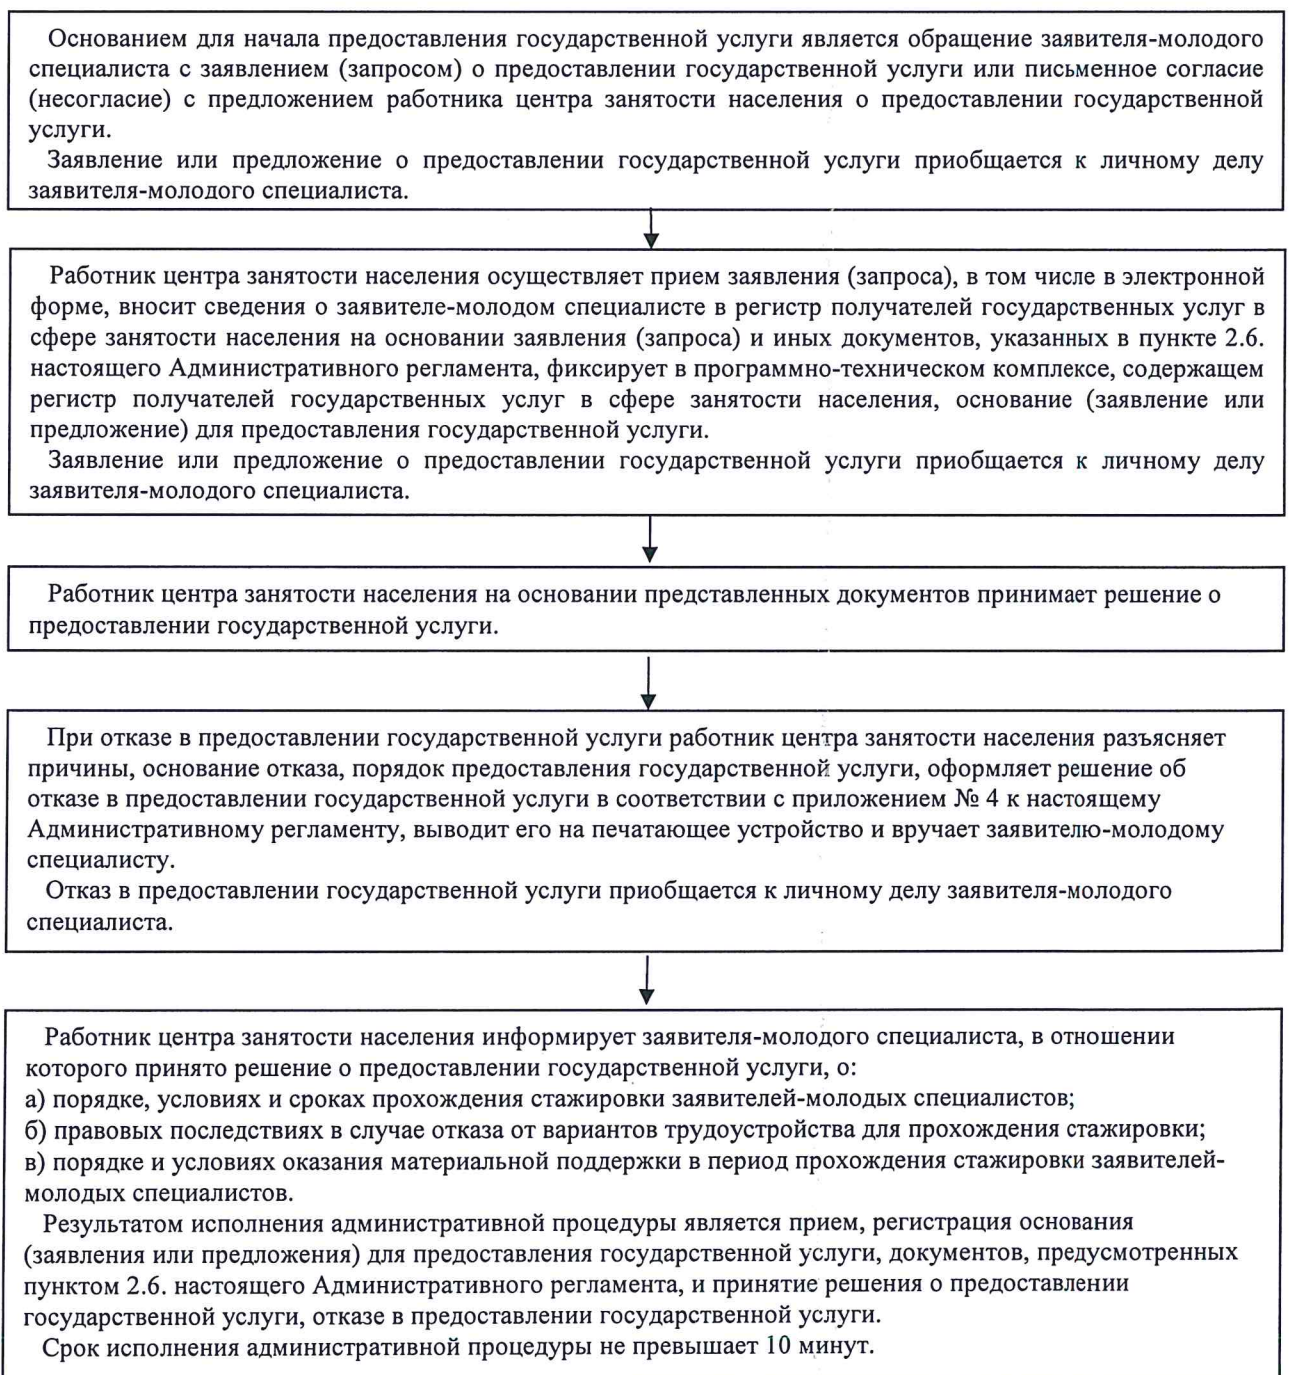 Основанием для начала предоставления государственной услуги является обращение заявителя-молодого
специалиста с заявлением (запросом) о предоставлении государственной услуги или письменное согласие
(несогласие) с предложением работника центра занятости населения о предоставлении государственной
услуги.
Заявление или предложение о предоставлении государственной услуги приобщается к личному делу
заявителя-молодого специалиста.
Работник центра занятости населения осуществляет прием заявления (запроса), в том числе в электронной
форме, вносит сведения о заявителе-молодом специалисте в регистр получателей государственных услуг в
сфере занятости населения на основании заявления (запроса) и иных документов, указанных в пункте 2.6.
настоящего Административного регламента, фиксирует в программно-техническом комплексе, содержащем
регистр получателей государственных услуг в сфере занятости населения, основание (заявление или
предложение) для предоставления государственной услуги.
Заявление или предложение о предоставлении государственной услуги приобщается к личному делу
заявителя-молодого специалиста.
Работник центра занятости населения на основании представленных документов принимает решение о
предоставлении государственной услуги.
При отказе в предоставлении государственной услуги работник центра занятости населения разъясняет
причины, основание отказа, порядок предоставления государственной услуги, оформляет решение об
отказе в предоставлении государственной услуги в соответствии с приложением № 4 к настоящему
Административному регламенту, выводит его на печатающее устройство и вручает заявителю-молодому
специалисту.
Отказ в предоставлении государственной услуги приобщается к личному делу заявителя-молодого
специалиста.
Работник центра занятости населения информирует заявителя-молодого специалиста, в отношении
которого принято решение о предоставлении государственной услуги, о:
а) порядке, условиях и сроках прохождения стажировки заявителей-молодых специалистов;
б) правовых последствиях в случае отказа от вариантов трудоустройства для прохождения стажировки;
в) порядке и условиях оказания материальной поддержки в период прохождения стажировки заявителей-
молодых специалистов.
Результатом исполнения административной процедуры является прием, регистрация основания
(заявления или предложения) для предоставления государственной услуги, документов, предусмотренных
пунктом 2.6. настоящего Административного регламента, и принятие решения о предоставлении
государственной услуги, отказе в предоставлении государственной услуги.
Срок исполнения административной процедуры не превышает 10 минут.